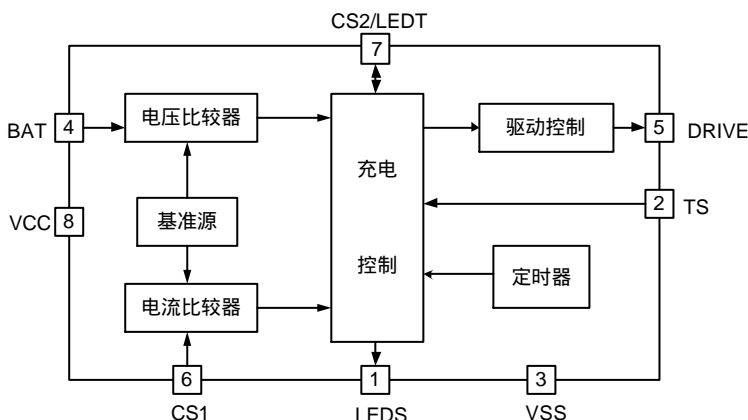 CS2/LEDT
7
BAT
4
电压比较器
驱动控制
5
DRIVE
充电
2
TS
VCC
8
基准源
控制
定时器
电流比较器
6
1
3
CS1
LEDS
VSS